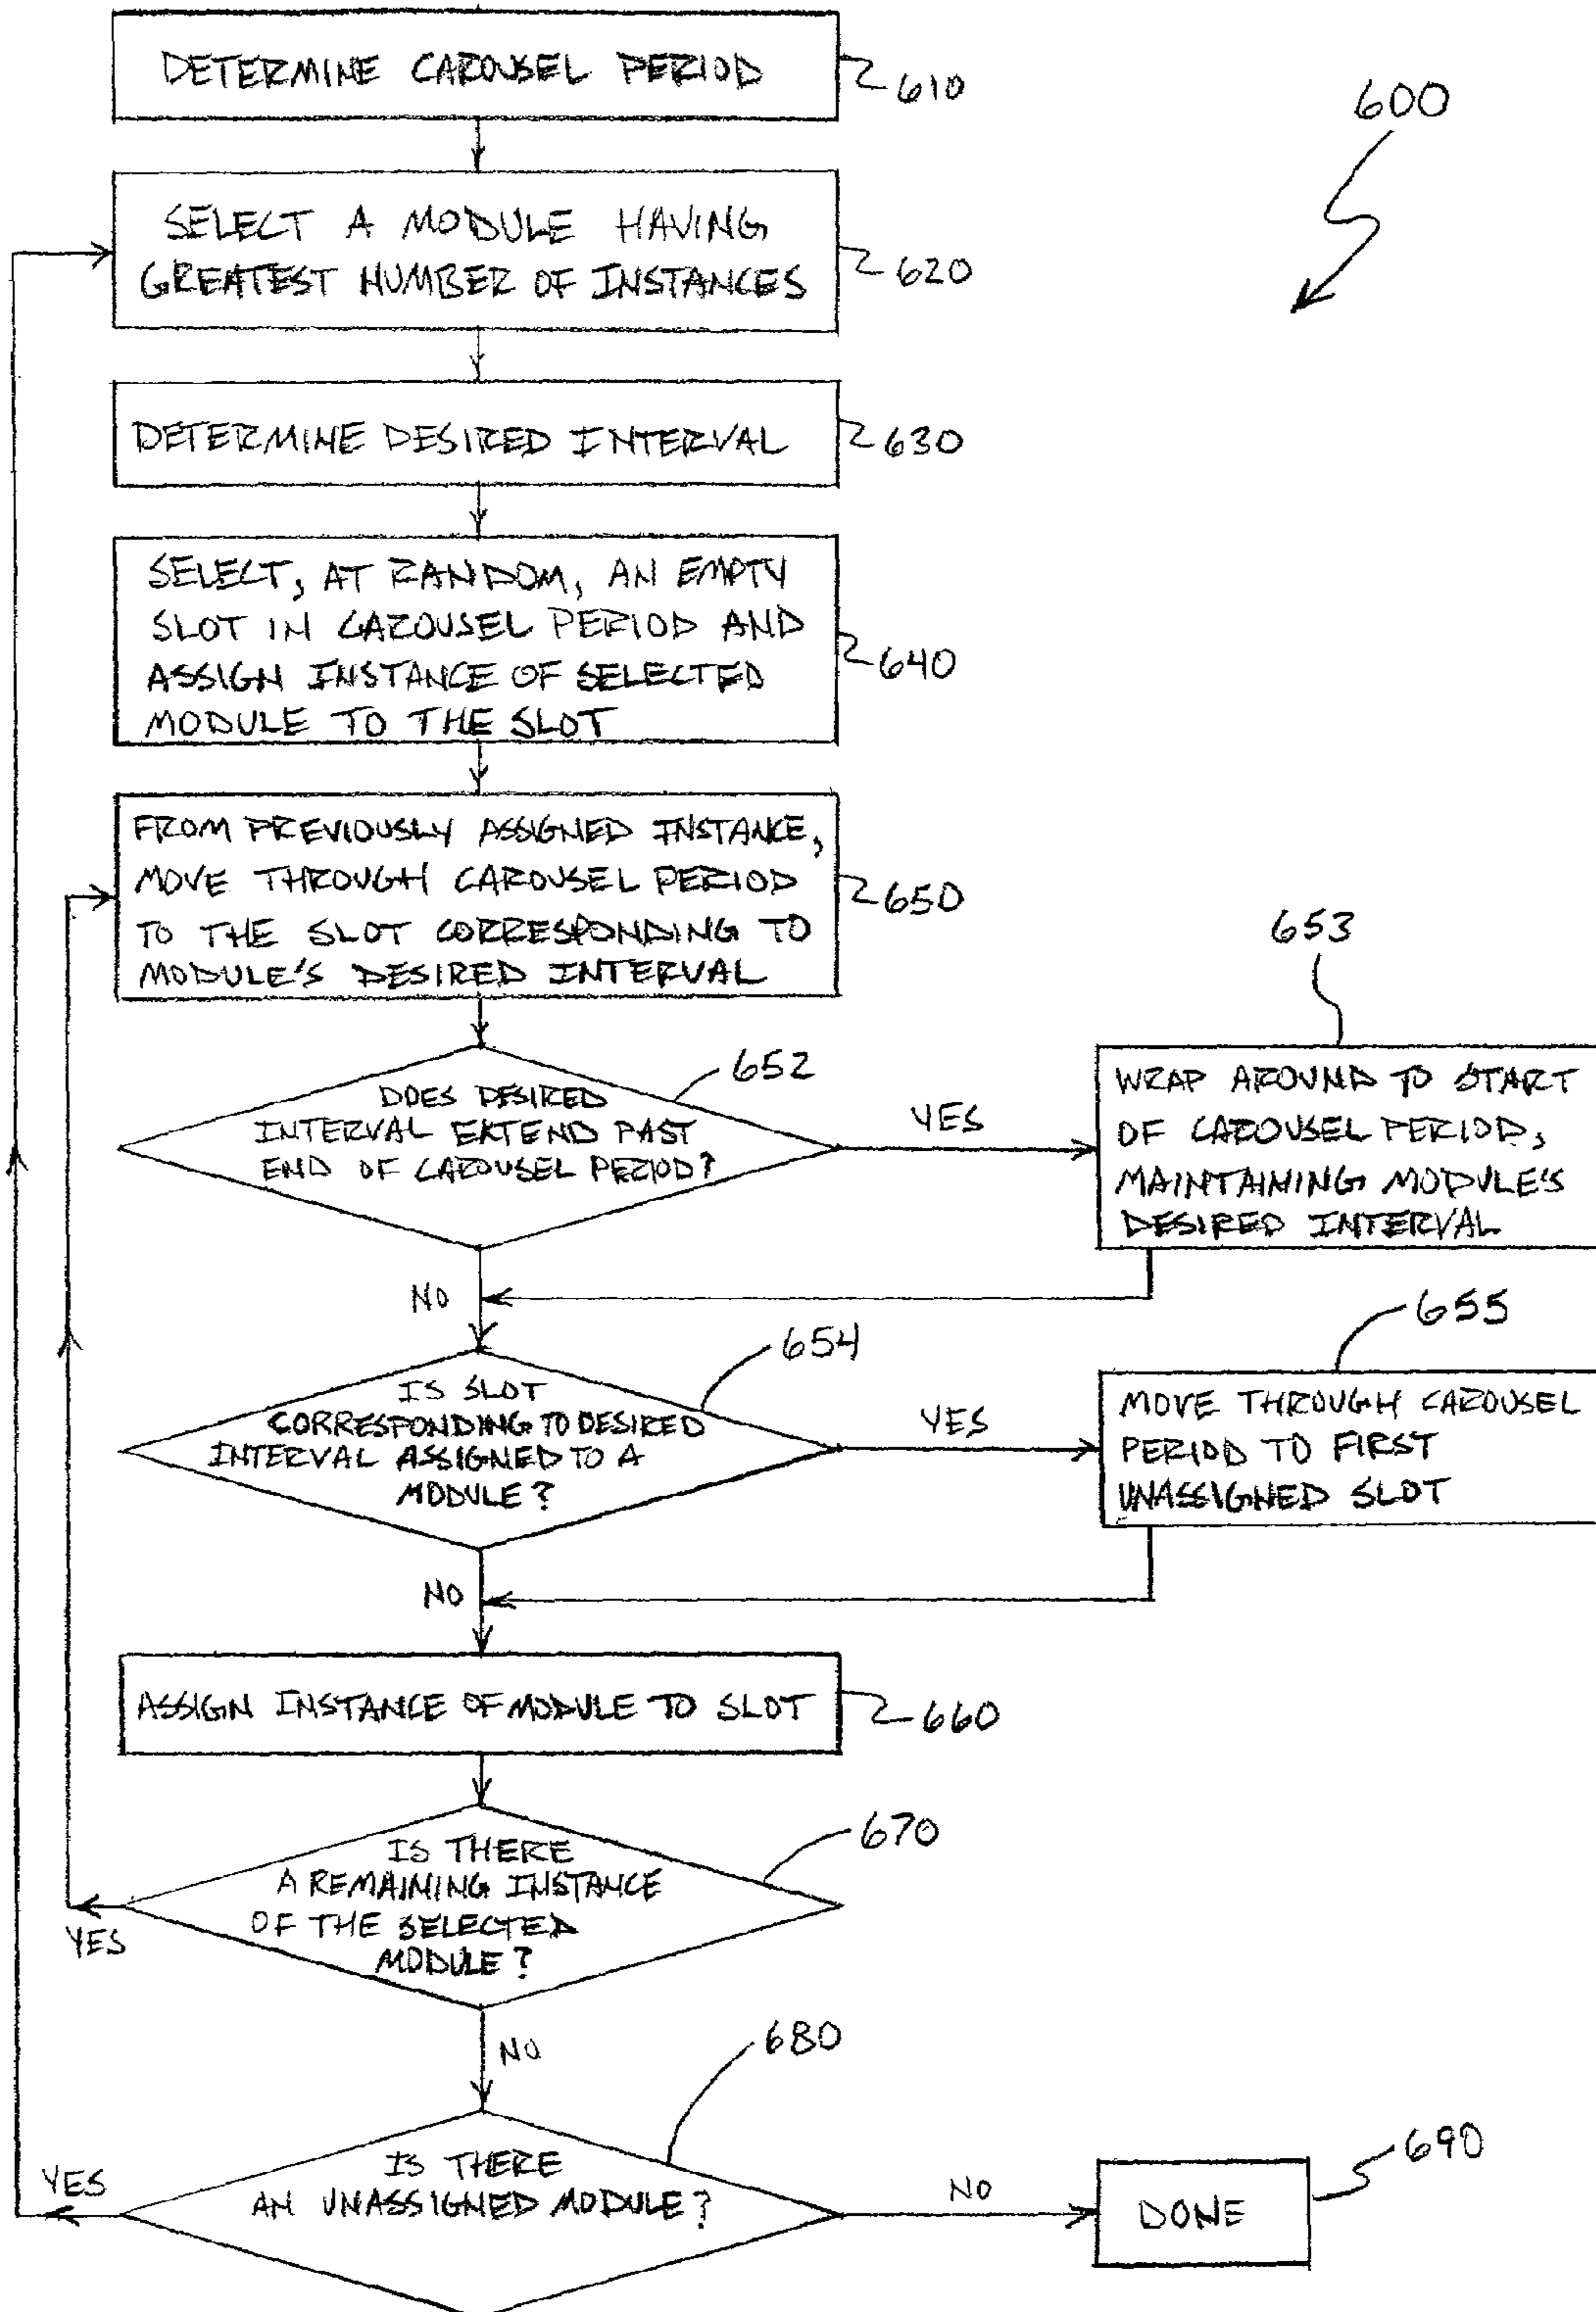 DETERMINE CAROUSEL PERIOD
610
600
SELECT A MODULE HAVING
GREATEST NUMBER OF INSTANCES
620
DETERMINE DESIRED INTERVAL
630
SELECT, AT RANDOM, AN EMPTY
SLOT IN CAROUSEL PERIOD AND
ASSIGN INSTANCE OF SELECTED
MODULE TO THE SLOT
640
FROM PREVIOUSLY ASSIGNED INSTANCE,
MOVE THROUGH CAROUSEL PERIOD
TO THE SLOT CORRESPONDING TO
MODULE'S DESIRED INTERVAL
650
DOES DESIRED
INTERVAL EXTEND PAST
END OF CAROUSEL PERIOD?
652
YES
653
WRAP AROUND TO START
OF CAROUSEL PERIOD,
MAINTAINING MODULE'S
DESIRED INTERVAL
NO
IS SLOT
CORRESPONDING TO DESIRED
INTERVAL ASSIGNED TO A
MODULE?
654
YES
655
MOVE THROUGH CAROUSEL
PERIOD TO FIRST
UNASSIGNED SLOT
NO
ASSIGN INSTANCE OF MODULE TO SLOT
660
IS THERE
A REMAINING INSTANCE
OF THE SELECTED
MODULE?
670
YES
NO
IS THERE
AN UNASSIGNED MODULE?
680
YES
NO
DONE
690